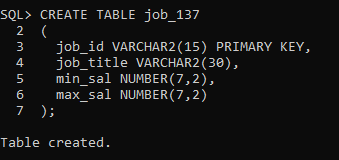 SQL> CREATE TABLE job_137
  2  (
  3    job_id VARCHAR2(15) PRIMARY KEY,
  4    job_title VARCHAR2(30),
  5    min_sal NUMBER(7,2),
  6    max_sal NUMBER(7,2)
  7  );
Table created.